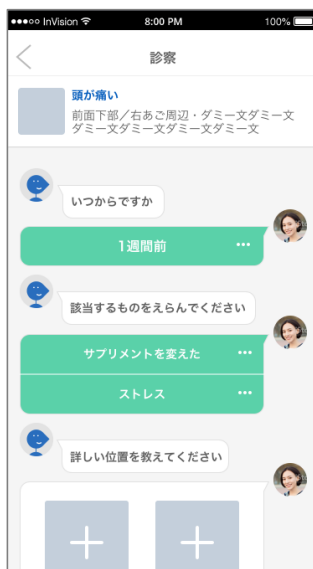 InVision
8:00 PM
100%
診察
頭が痛い
前面下部／右あご周辺・ダミー文ダミー文
ダミー文ダミー文ダミー文ダミー文
いつからですか
1週間前
該当するものをえらんでください
サプリメントを変えた
ストレス
詳しい位置を教えてください